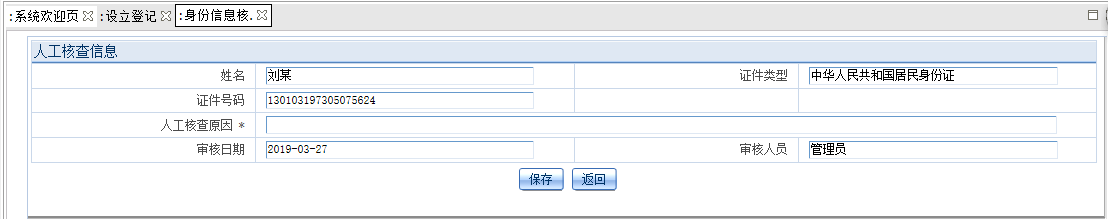 :系统欢迎页 :设立登记 :身份信息核.
人工核查信息
姓名 刘某 证件类型 中华人民共和国居民身份证
证件号码 130103197305075624
人工核查原因 *
审核日期 2019-03-27 审核人员 管理员
保存 返回